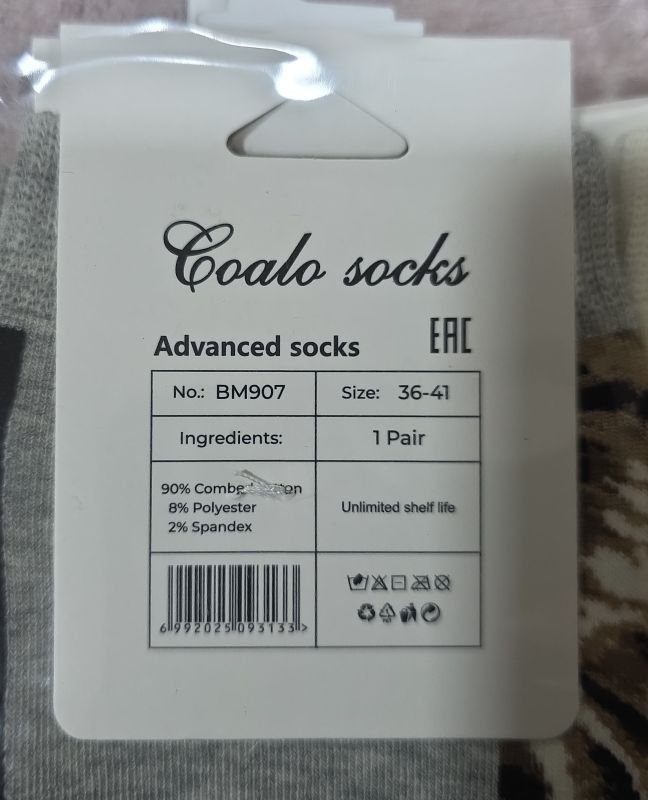 Coalo socks
EAC
Advanced socks
No.: BM907 Size: 36-41
Ingredients: 1 Pair
90%
8% Polyester
2% Spandex
Unlimited shelf life
6 992025 093133 >